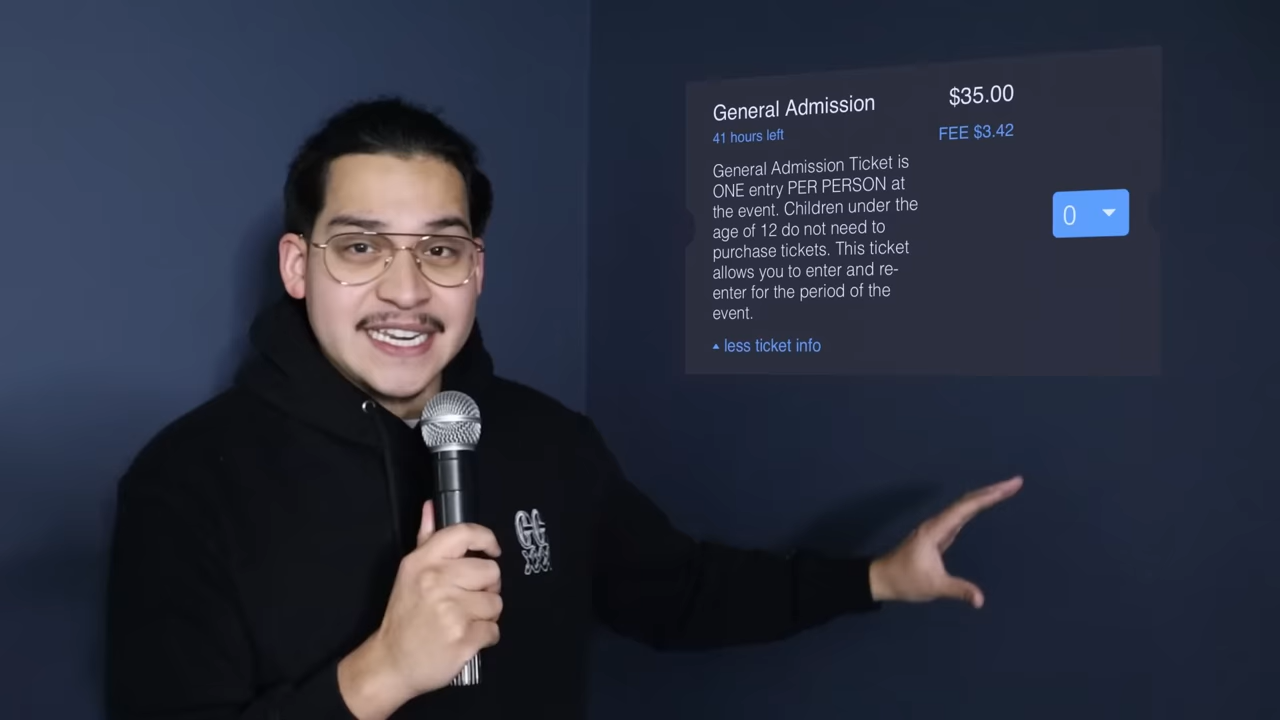 General Admission
$35.00
41 hours left
FEE $3.42
General Admission Ticket is
ONE entry PER PERSON at
the event. Children under the
age of 12 do not need to
purchase tickets. This ticket
allows you to enter and re-
enter for the period of the
event.
less ticket info
0